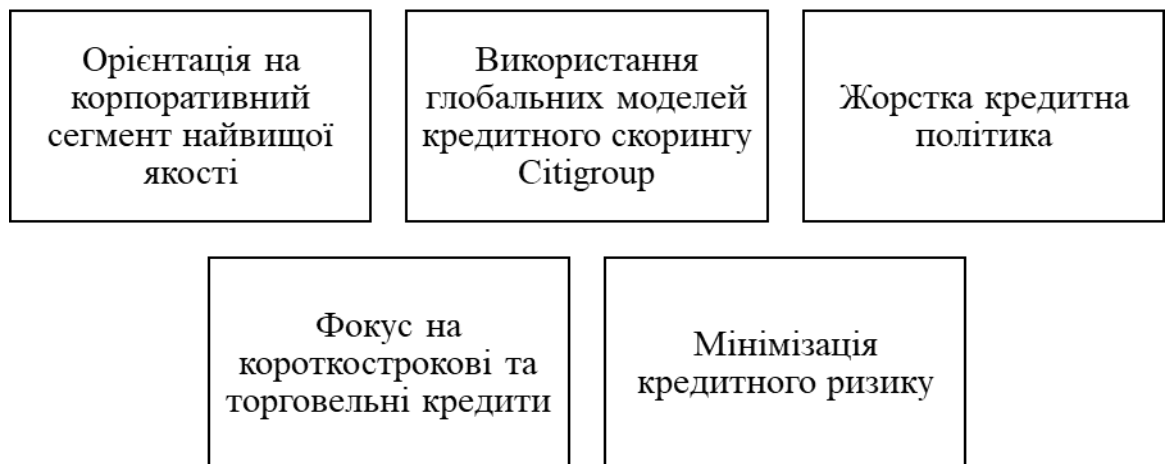 Орієнтація на
корпоративний
сегмент найвищої
якості
Використання
глобальних моделей
кредитного скорингу
Citigroup
Жорстка кредитна
політика
Фокус на
короткострокові та
торговельні кредити
Мінімізація
кредитного ризику